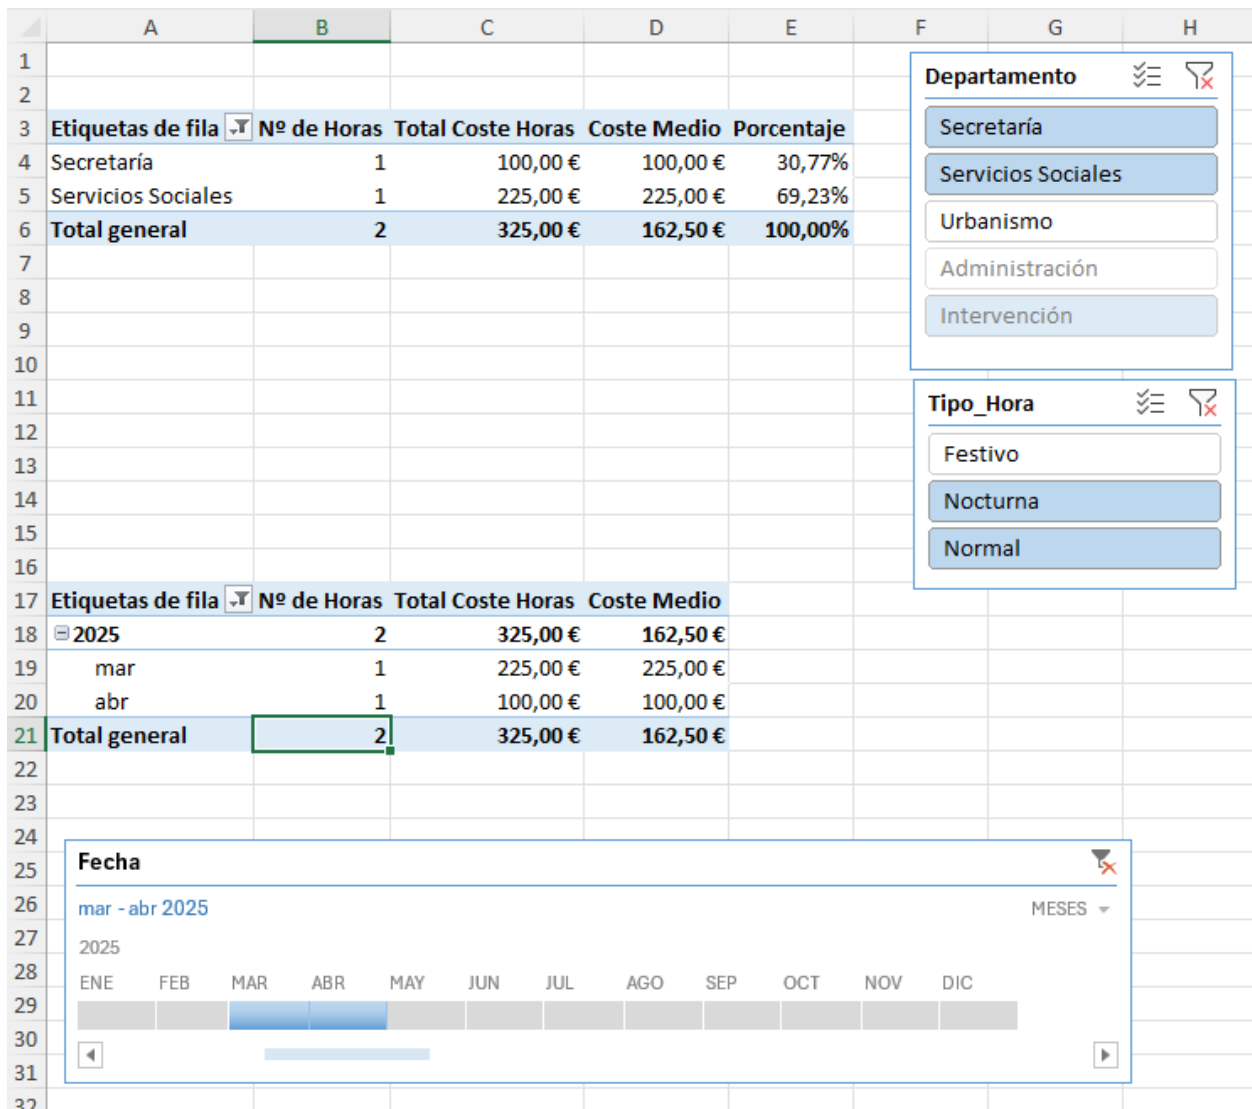 A B C D E F G H
1
2
3 Etiquetas de fila Nº de Horas Total Coste Horas Coste Medio Porcentaje
4 Secretaría 1 100,00 € 100,00 € 30,77%
5 Servicios Sociales 1 225,00 € 225,00 € 69,23%
6 Total general 2 325,00 € 162,50 € 100,00%
7
8
9
10
11
12
13
14
15
16
17 Etiquetas de fila Nº de Horas Total Coste Horas Coste Medio
18 2025 2 325,00 € 162,50 €
19 mar 1 225,00 € 225,00 €
20 abr 1 100,00 € 100,00 €
21 Total general 2 325,00 € 162,50 €
22
23
24
25
26
27
28
29
30
31
32
Departamento
Secretaría
Servicios Sociales
Urbanismo
Administración
Intervención
Tipo_Hora
Festivo
Nocturna
Normal
Fecha
mar - abr 2025 MESES
2025
ENE FEB MAR ABR MAY JUN JUL AGO SEP OCT NOV DIC